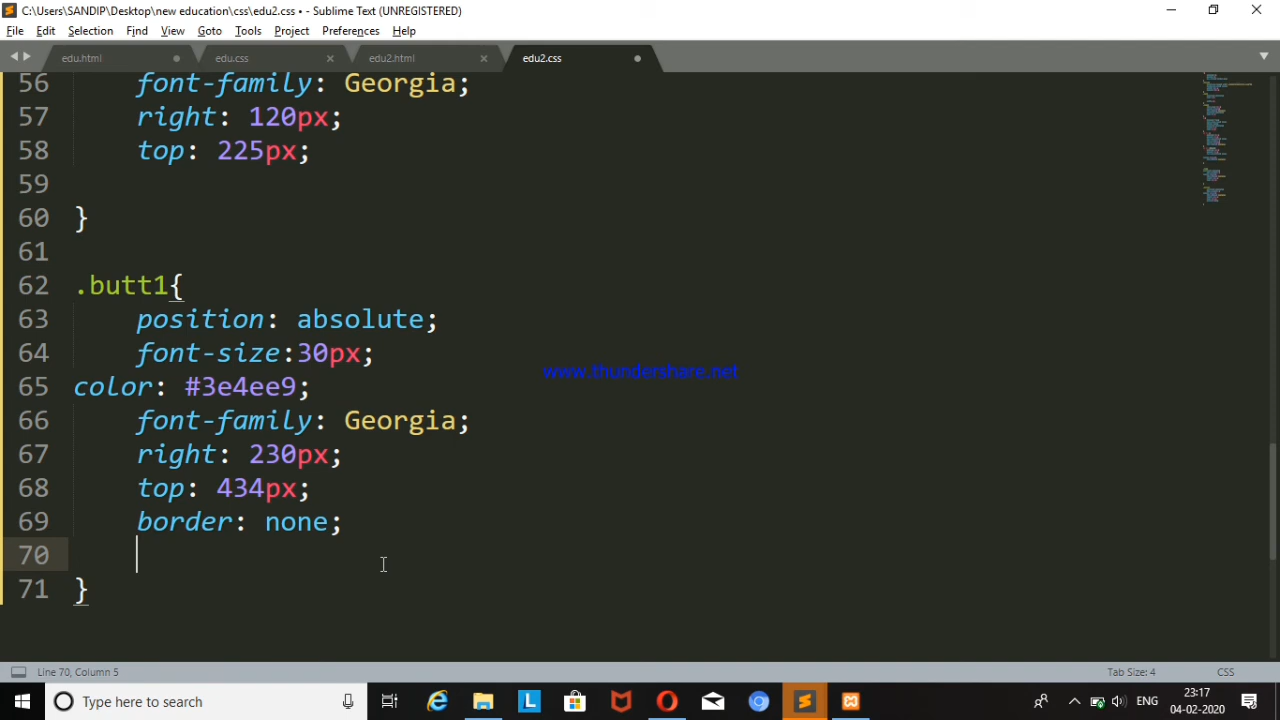 C:\Users\SANDIP\Desktop\new education\css\edu2.css • - Sublime Text (UNREGISTERED)
File Edit Selection Find View Goto Tools Project Preferences Help
edu.html edu.css edu2.html edu2.css
56 font-family: Georgia;
57 right: 120px;
58 top: 225px;
59
60 }
61
62 .butt1{
63 position: absolute;
64 font-size:30px;
www.thundershare.net
65 color: #3e4ee9;
66 font-family: Georgia;
67 right: 230px;
68 top: 434px;
69 border: none;
70
71 }
Line 70, Column 5 Tab Size: 4 CSS
Type here to search
ENG 23:17
04-02-2020